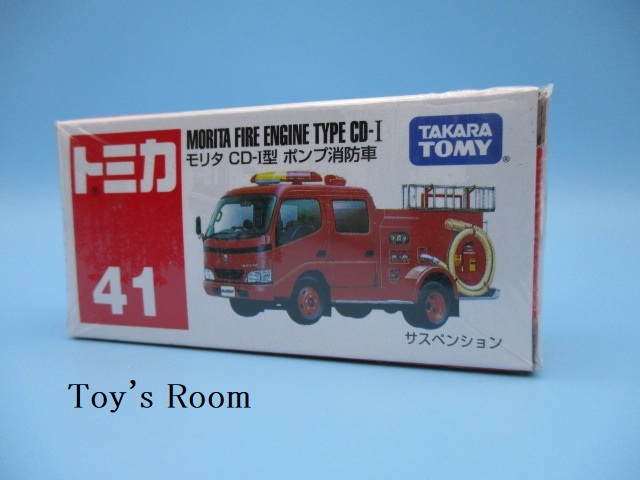 トミカ
41
MORITA FIRE ENGINE TYPE CD-I
モリタ CD-I型 ポンプ消防車
TAKARA
TOMY
サスペンション
Toy's Room